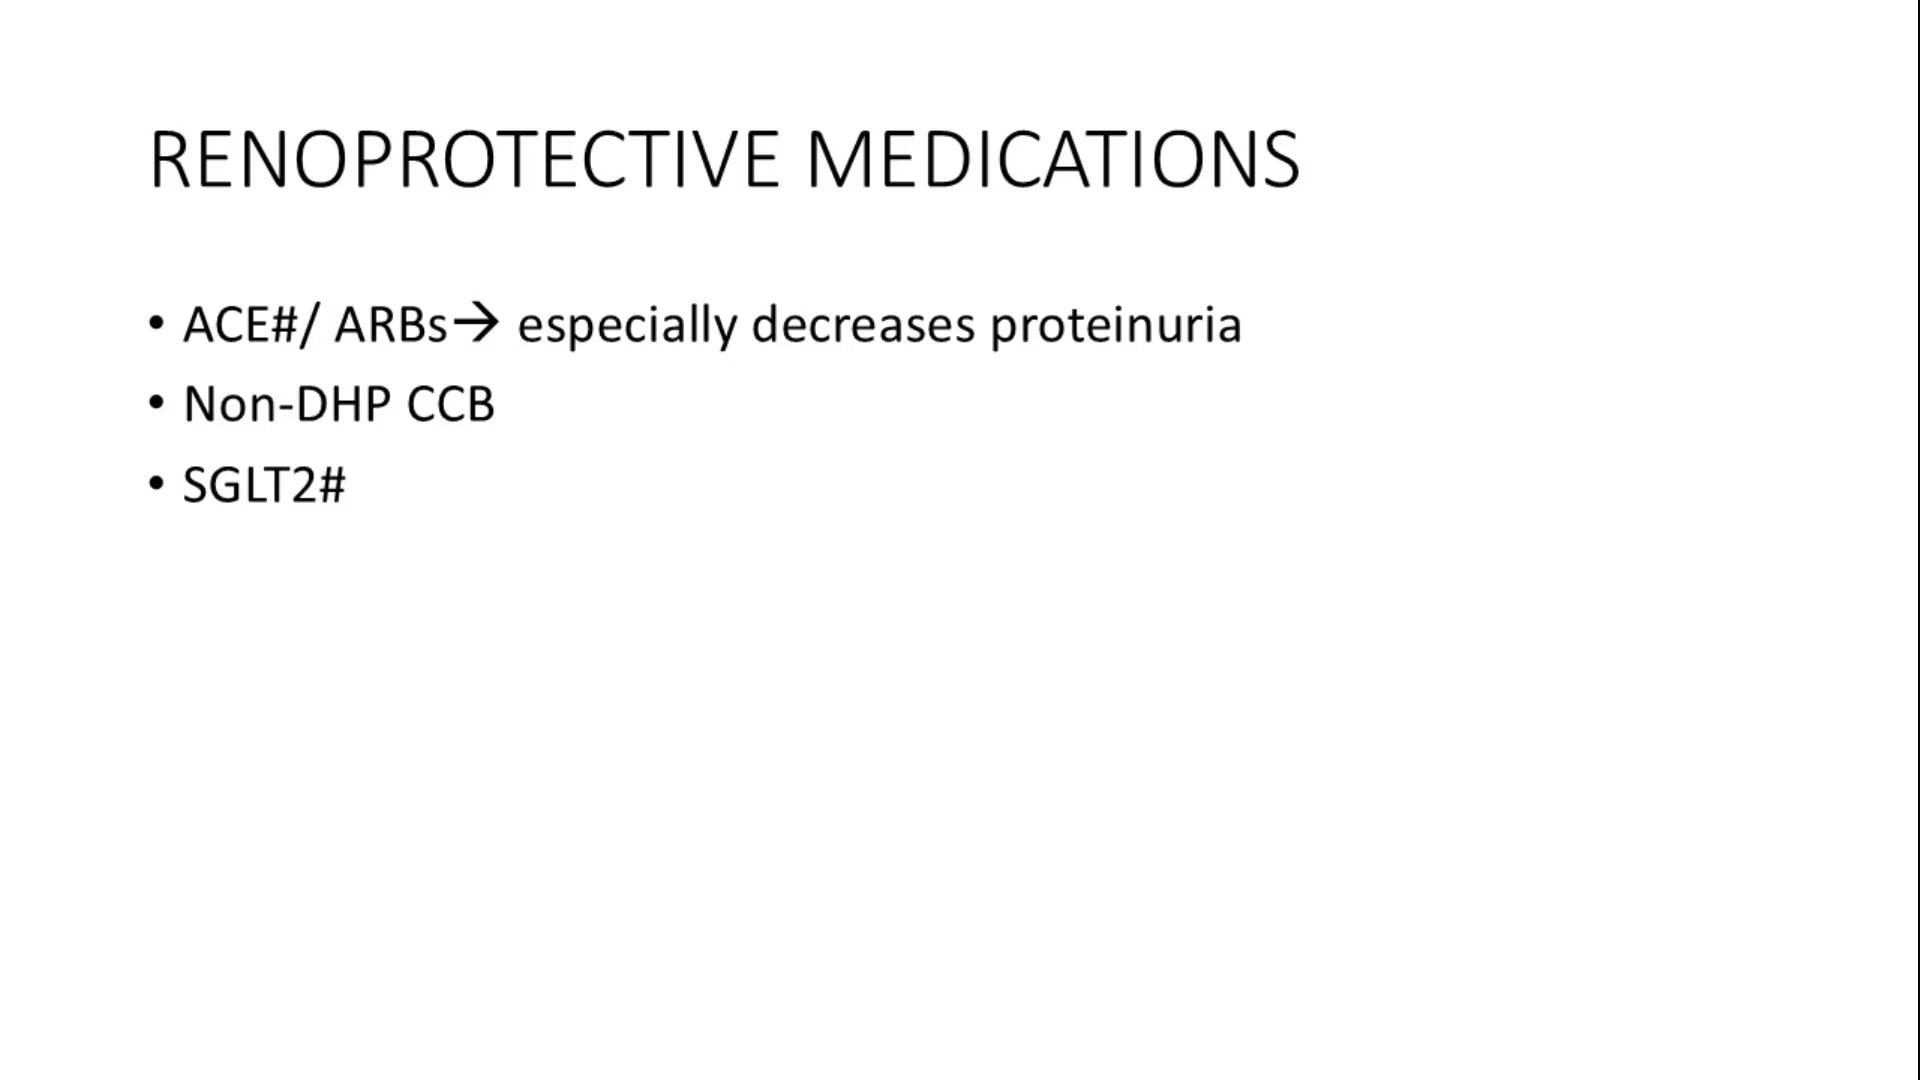 RENOPROTECTIVE MEDICATIONS
• ACE#/ ARBs→ especially decreases proteinuria
• Non-DHP CCB
• SGLT2#